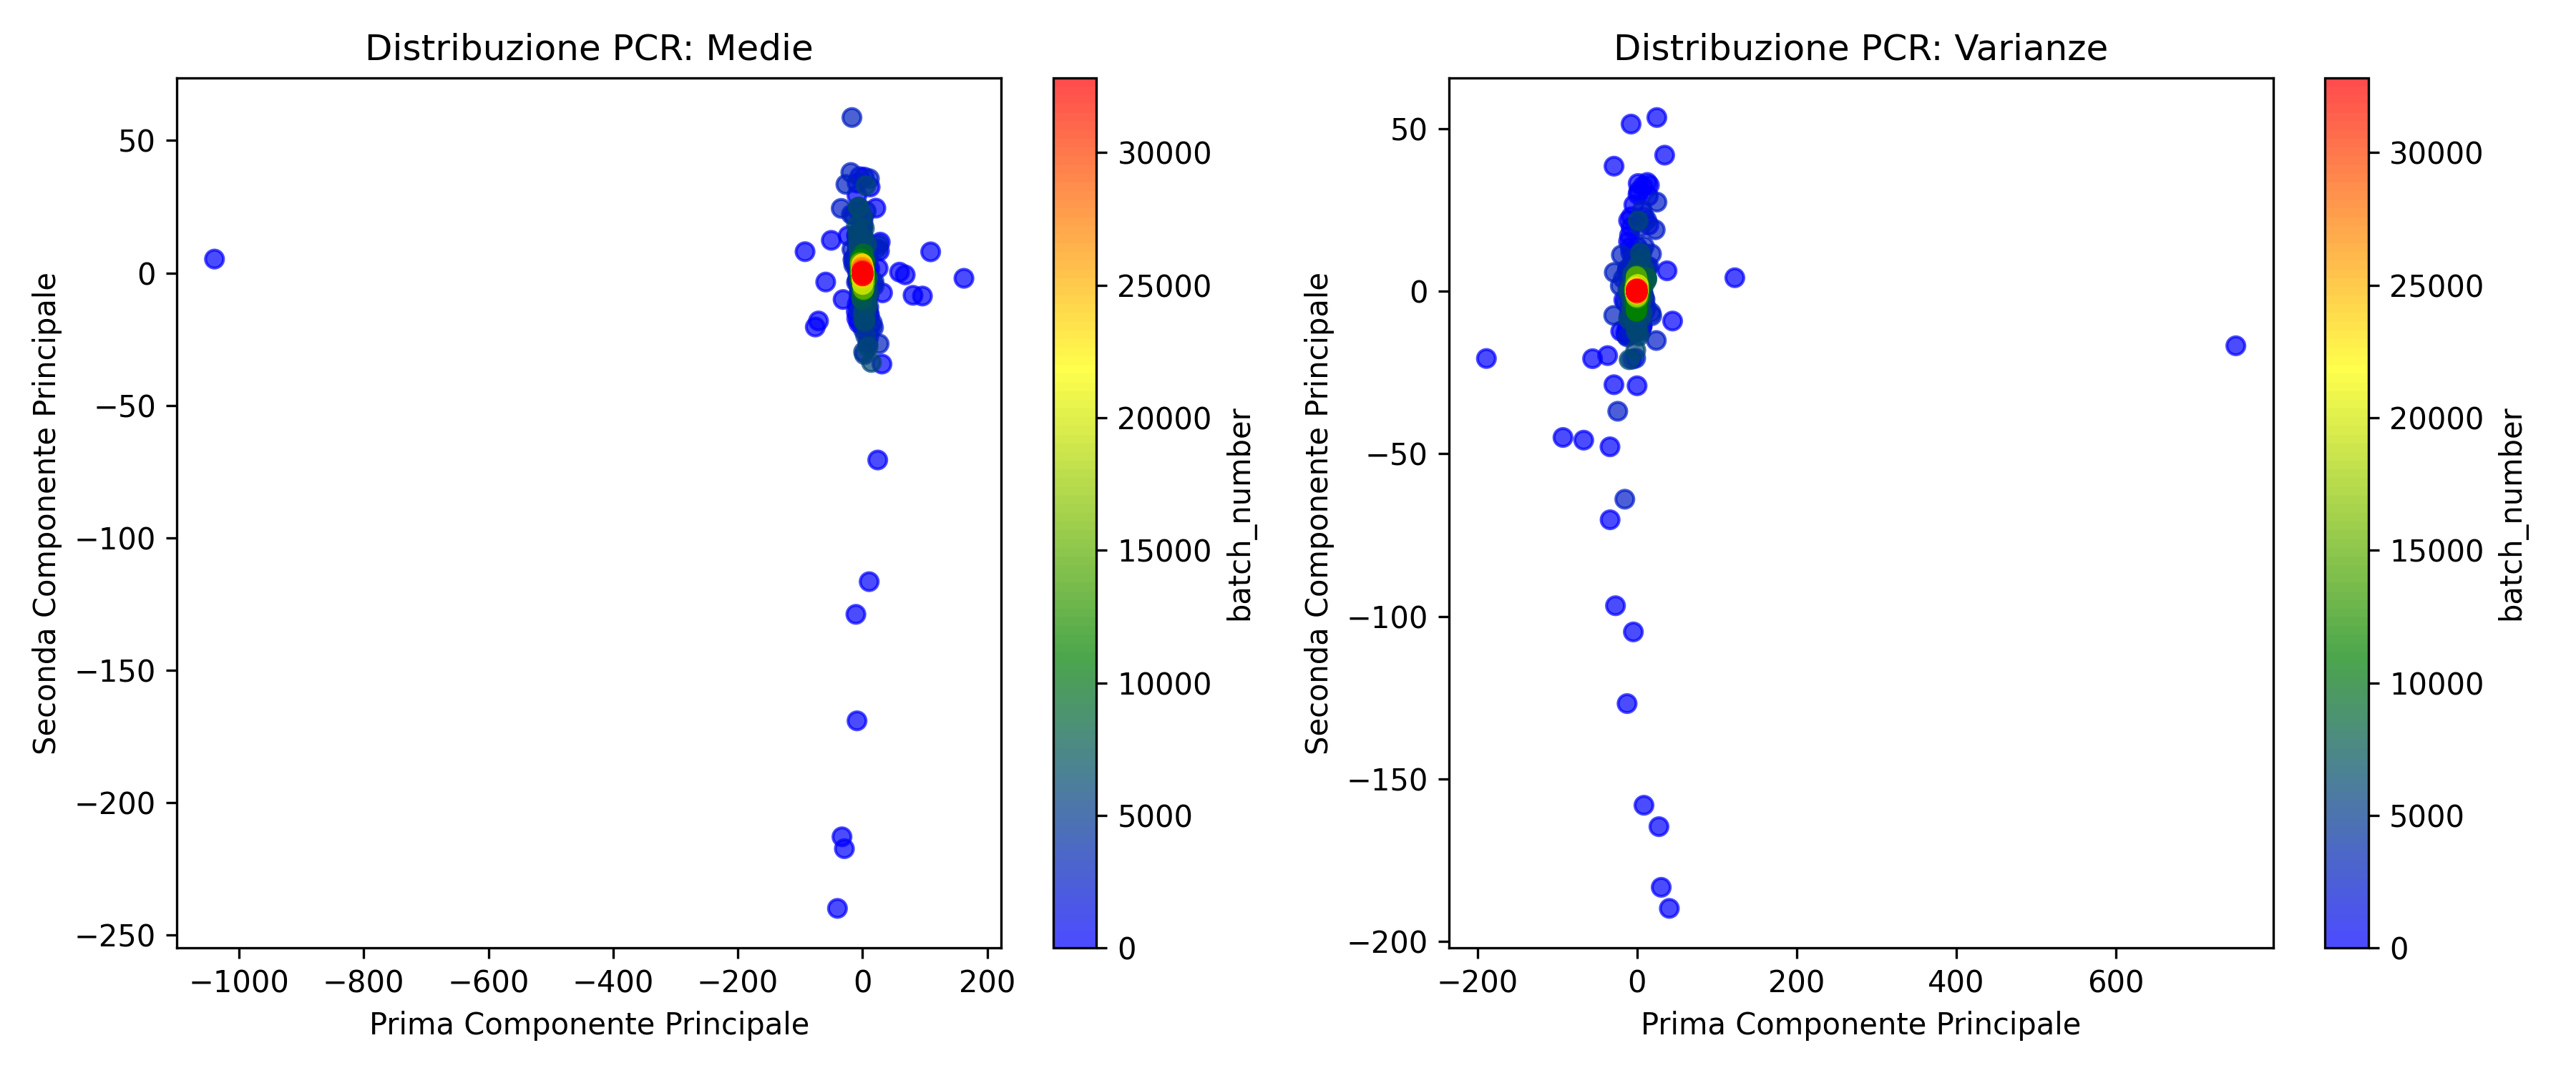 Distribuzione PCR: Medie
50
0
−50
−100
−150
−200
−250
Seconda Componente Principale
−1000 −800 −600 −400 −200 0 200
Prima Componente Principale
30000
25000
20000
15000
10000
5000
0
batch_number
Distribuzione PCR: Varianze
50
0
−50
−100
−150
−200
Seconda Componente Principale
−200 0 200 400 600
Prima Componente Principale
30000
25000
20000
15000
10000
5000
0
batch_number